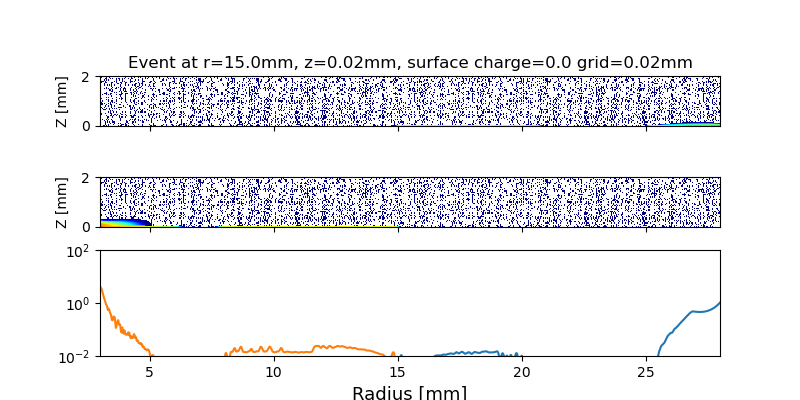 Event at r=15.0mm, z=0.02mm, surface charge=0.0 grid=0.02mm
2
Z [mm]
0
2
Z [mm]
0
10²
10⁰
10⁻²
5 10 15 20 25
Radius [mm]